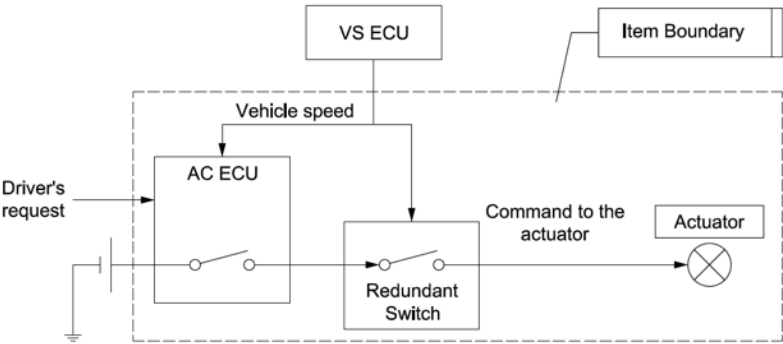 VS ECU
Item Boundary
Vehicle speed
AC ECU
Driver's
request
Command to the
actuator
Actuator
Redundant
Switch